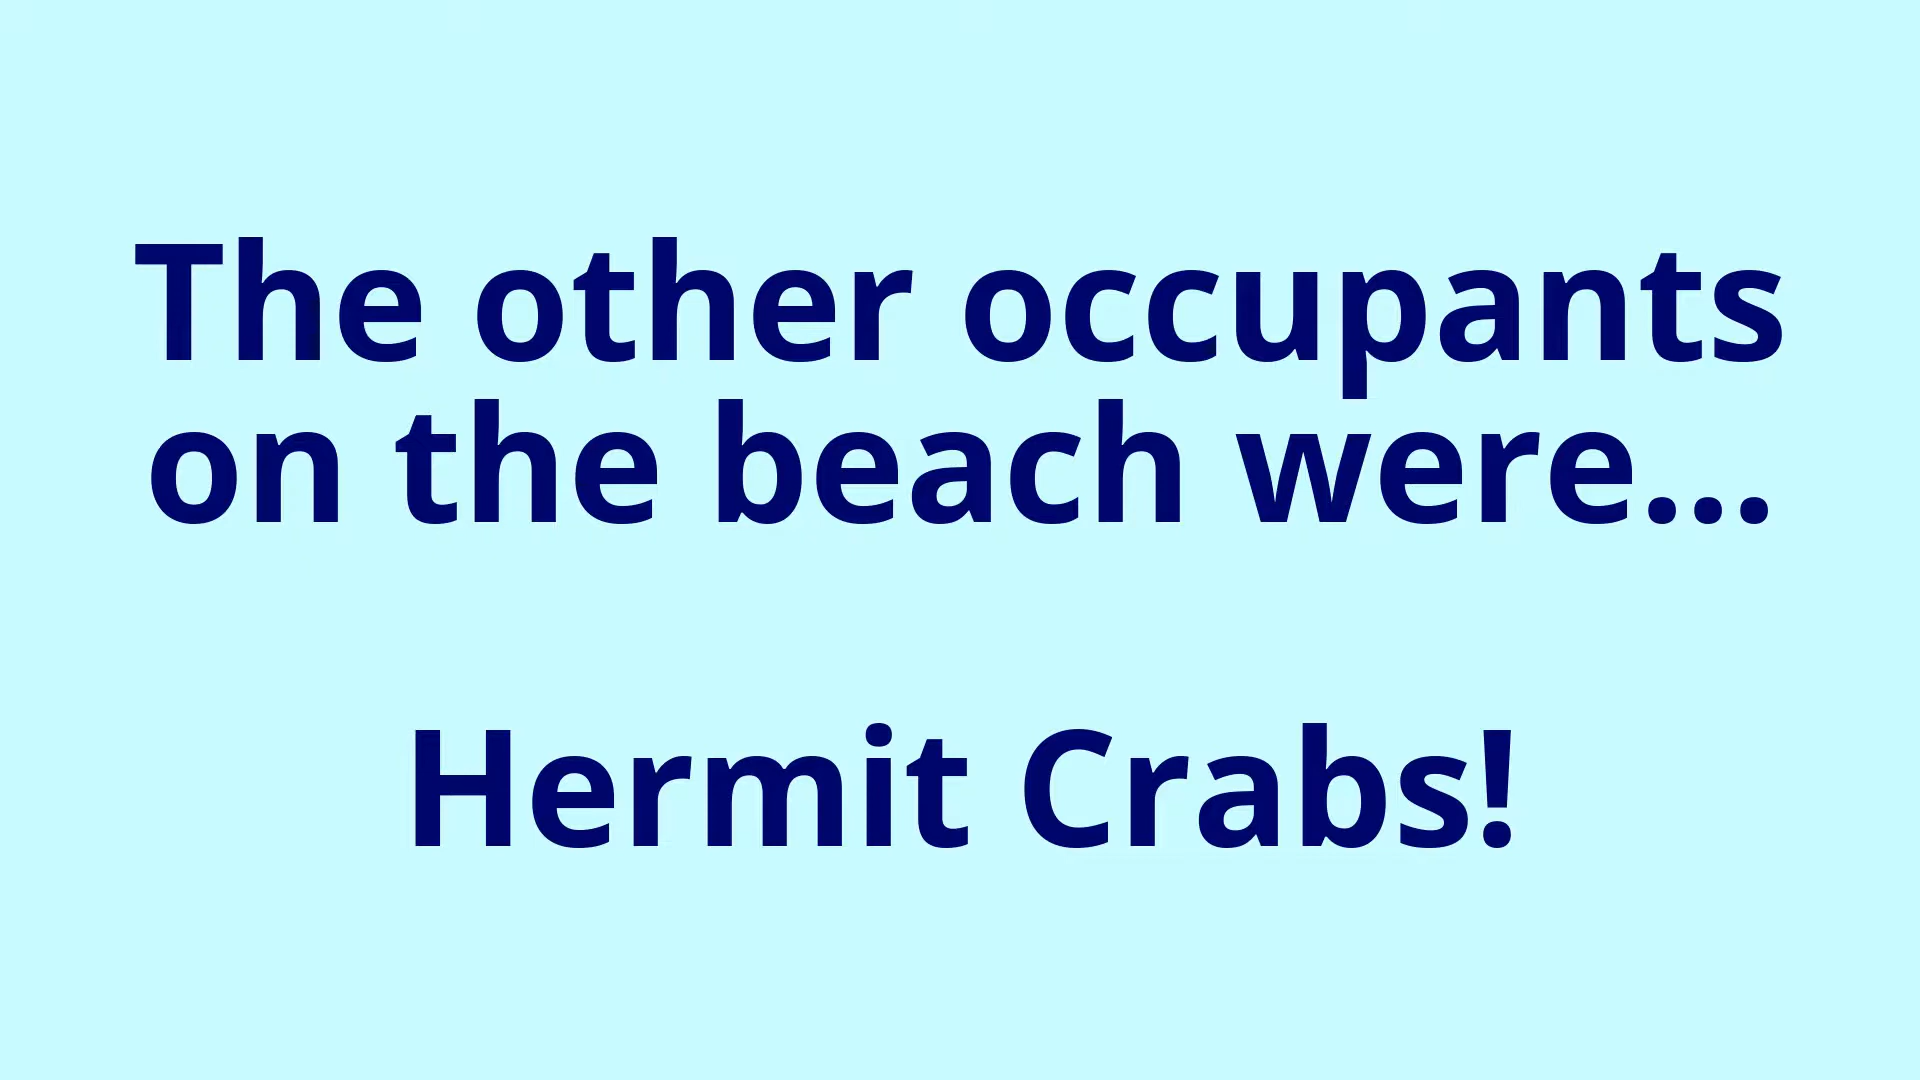 The other occupants
on the beach were...
Hermit Crabs!